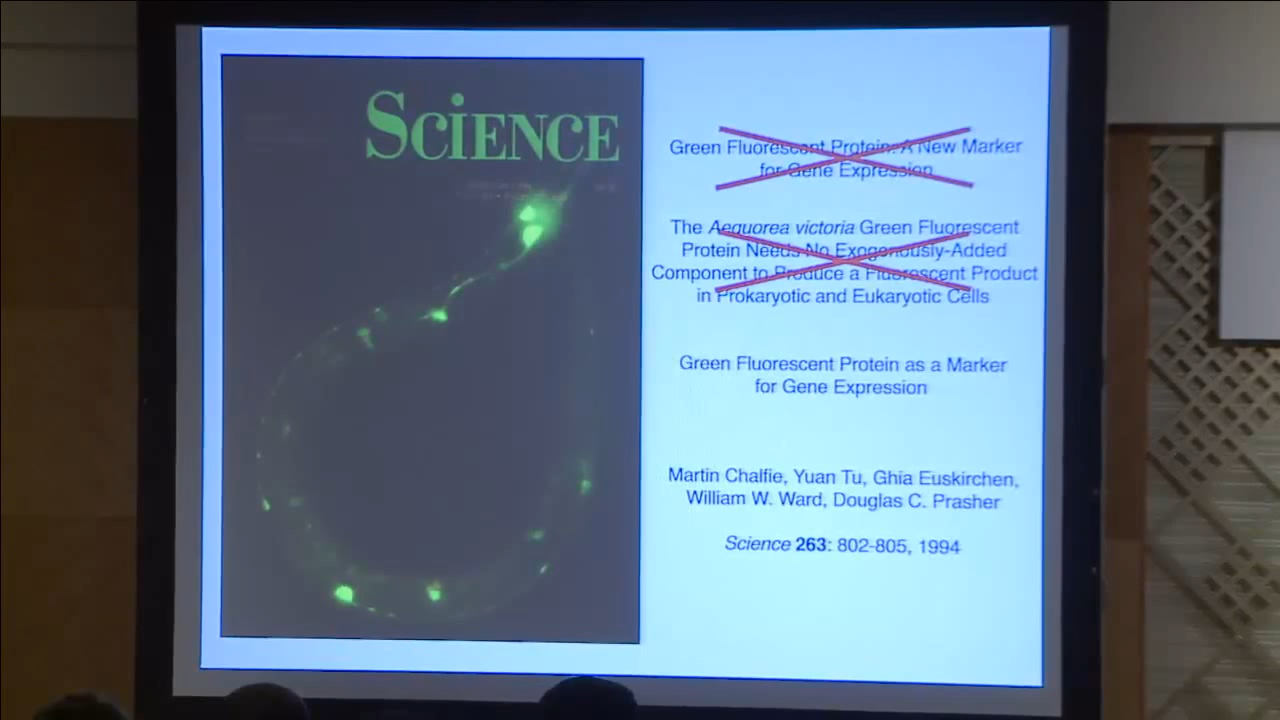 SCIENCE
Green Fluorescent Protein: A New Marker
for Gene Expression
The Aequorea victoria Green Fluorescent
Protein Needs No Exogenously-Added
Component to Produce a Fluorescent Product
in Prokaryotic and Eukaryotic Cells
Green Fluorescent Protein as a Marker
for Gene Expression
Martin Chalfie, Yuan Tu, Ghia Euskirchen,
William W. Ward, Douglas C. Prasher
Science 263: 802-805, 1994